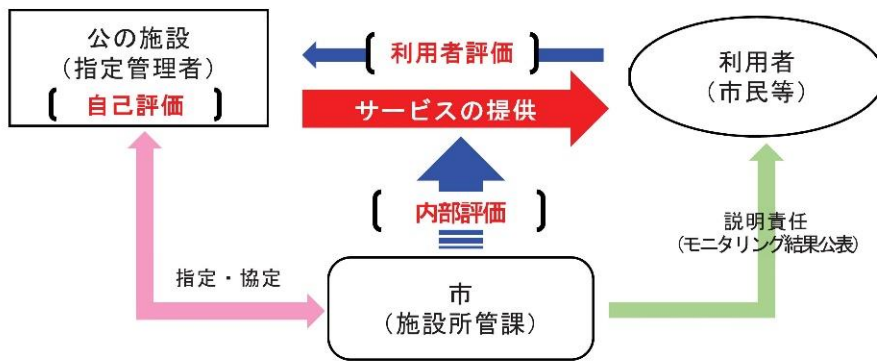 公の施設
（指定管理者）
【 自己評価 】
【 利用者評価 】
サービスの提供
利用者
（市民等）
【 内部評価 】
説明責任
（モニタリング結果公表）
指定・協定
市
（施設所管課）